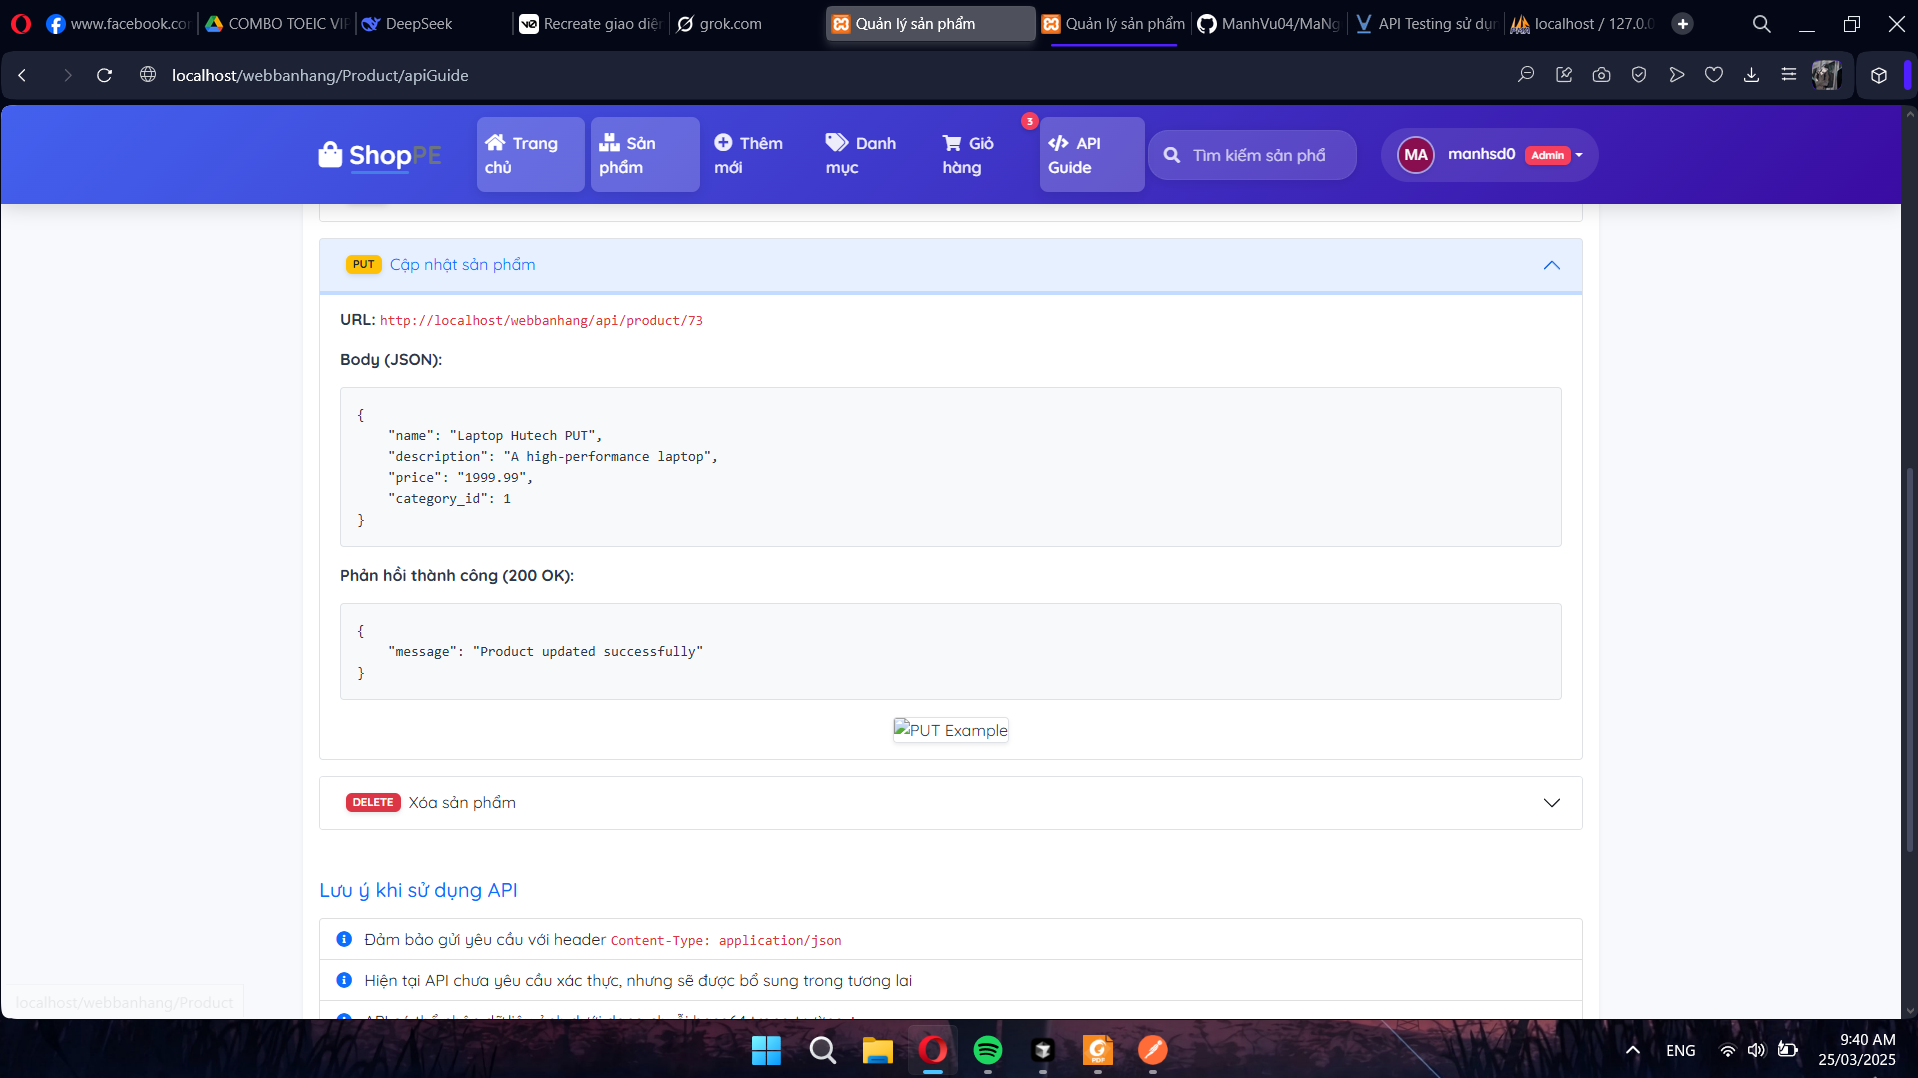 www.facebook.co
COMBO TOEIC VIP
DeepSeek
Recreate giao diệ
grok.com
Quản lý sản phẩm
Quản lý sản phẩm
ManhVu04/MaNg
API Testing sử dụ
localhost / 127.0.0
localhost/webbanhang/Product/apiGuide
ShopPE
Trang chủ
Sản phẩm
Thêm mới
Danh mục
Giỏ hàng
3
API Guide
Tìm kiếm sản phẩ
MA
manhsd0
Admin
PUT Cập nhật sản phẩm
URL: http://localhost/webbanhang/api/product/73
Body (JSON):
{
"name": "Laptop Hutech PUT",
"description": "A high-performance laptop",
"price": "1999.99",
"category_id": 1
}
Phản hồi thành công (200 OK):
{
"message": "Product updated successfully"
}
PUT Example
DELETE Xóa sản phẩm
Lưu ý khi sử dụng API
Đảm bảo gửi yêu cầu với header Content-Type: application/json
Hiện tại API chưa yêu cầu xác thực, nhưng sẽ được bổ sung trong tương lai
localhost/webbanhang/Product
ENG
9:40 AM
25/03/2025